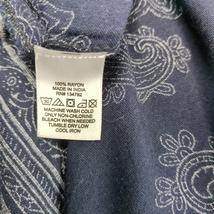 100% RAYON
MADE IN INDIA
RN# 134782
MACHINE WASH COLD
ONLY NON-CHLORINE
BLEACH WHEN NEEDED
TUMBLE DRY LOW
COOL IRON